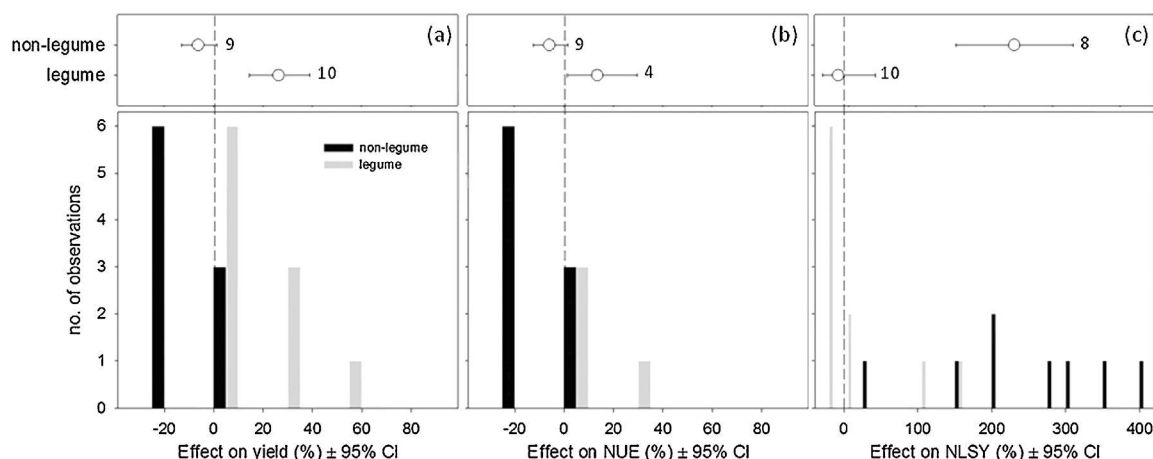 (a) (b) (c)
non-legume 9 9 8
legume 10 4 10
6
5
4
3
2
1
0
no. of observations
non-legume
legume
-20 0 20 40 60 80
Effect on yield (%) ± 95% CI
-20 0 20 40 60 80
Effect on NUE (%) ± 95% CI
0 100 200 300 400
Effect on NLSY (%) ± 95% CI